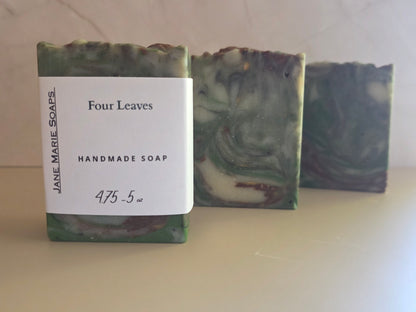 JANE MARIE SOAPS
Four Leaves
HANDMADE SOAP
4.75 - 5 oz